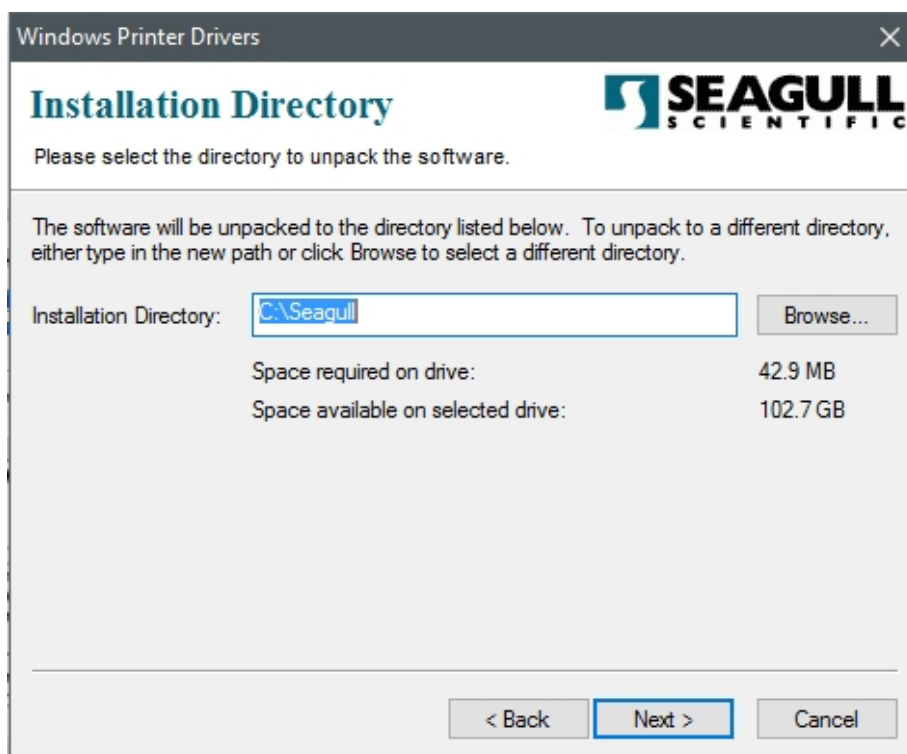 Windows Printer Drivers
Installation Directory
SEAGULL
SCIENTIFIC
Please select the directory to unpack the software.
The software will be unpacked to the directory listed below.  To unpack to a different directory,
either type in the new path or click Browse to select a different directory.
Installation Directory: C:\Seagull Browse...
Space required on drive: 42.9 MB
Space available on selected drive: 102.7 GB
< Back Next > Cancel